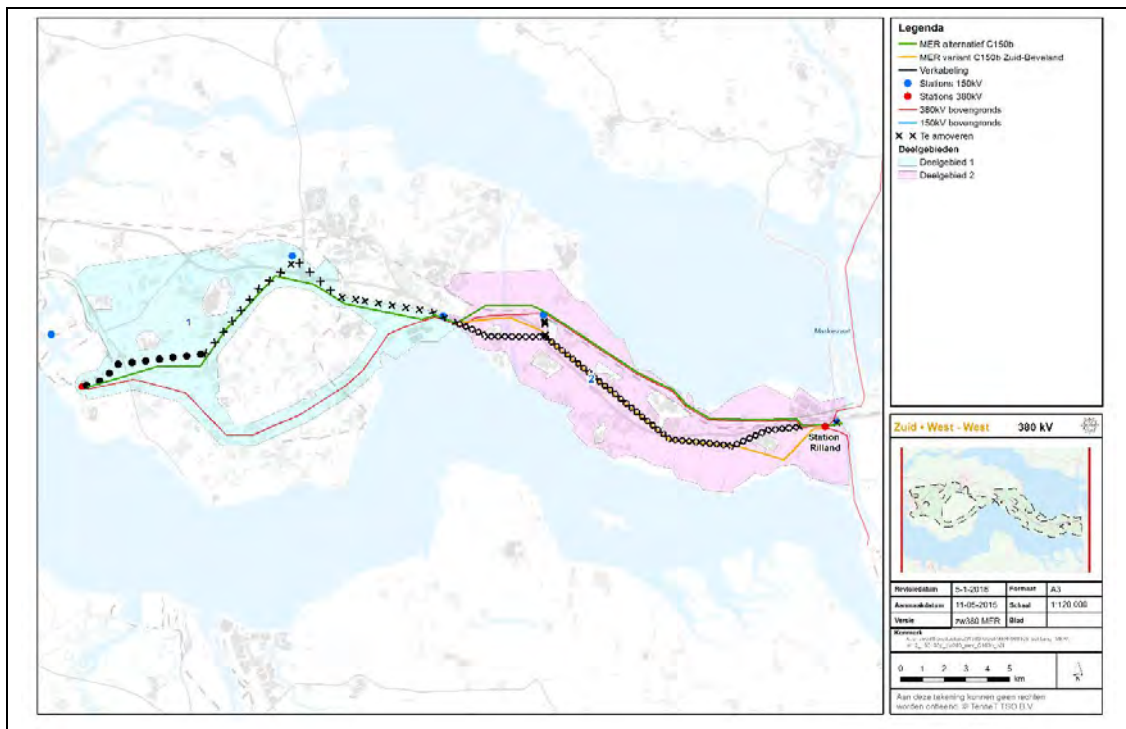 Legenda
MER alternatief C150b
MER variant C150b Zuid-Beveland
Verkabeling
Stations 150kV
Stations 380kV
380kV bovengronds
150kV bovengronds
Te amoveren
Deelgebieden
Deelgebied 1
Deelgebied 2
1
2
Markiezaat
Station
Rilland
Zuid • West - West 380 kV
Revisiedatum 5-1-2016 Formaat A3
Aanmaakdatum 11-05-2015 Schaal 1:120.000
Versie zw380 MER Blad
Kenmerk
0 1 2 3 4 5
km
N
Aan deze tekening kunnen geen rechten
worden ontleend. © TenneT TSO B.V.